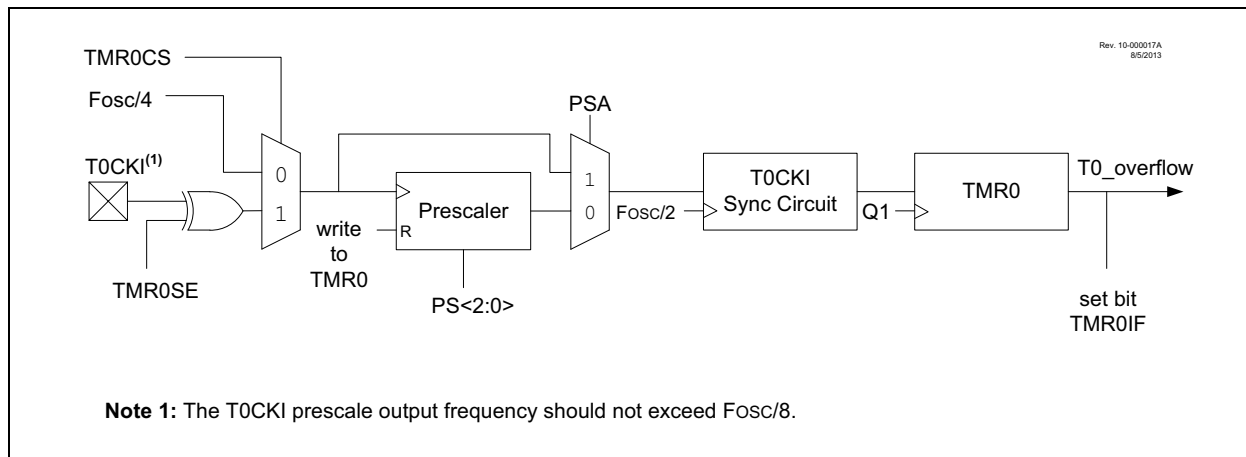 Rev. 10-000017A
8/5/2013
TMR0CS
Fosc/4
PSA
T0CKI(1)
0
1
1
0
T0CKI
Sync Circuit
TMR0
T0_overflow
Prescaler
R
FOSC/2
Q1
write
to
TMR0
TMR0SE
PS<2:0>
set bit
TMR0IF
Note 1: The T0CKI prescale output frequency should not exceed FOSC/8.